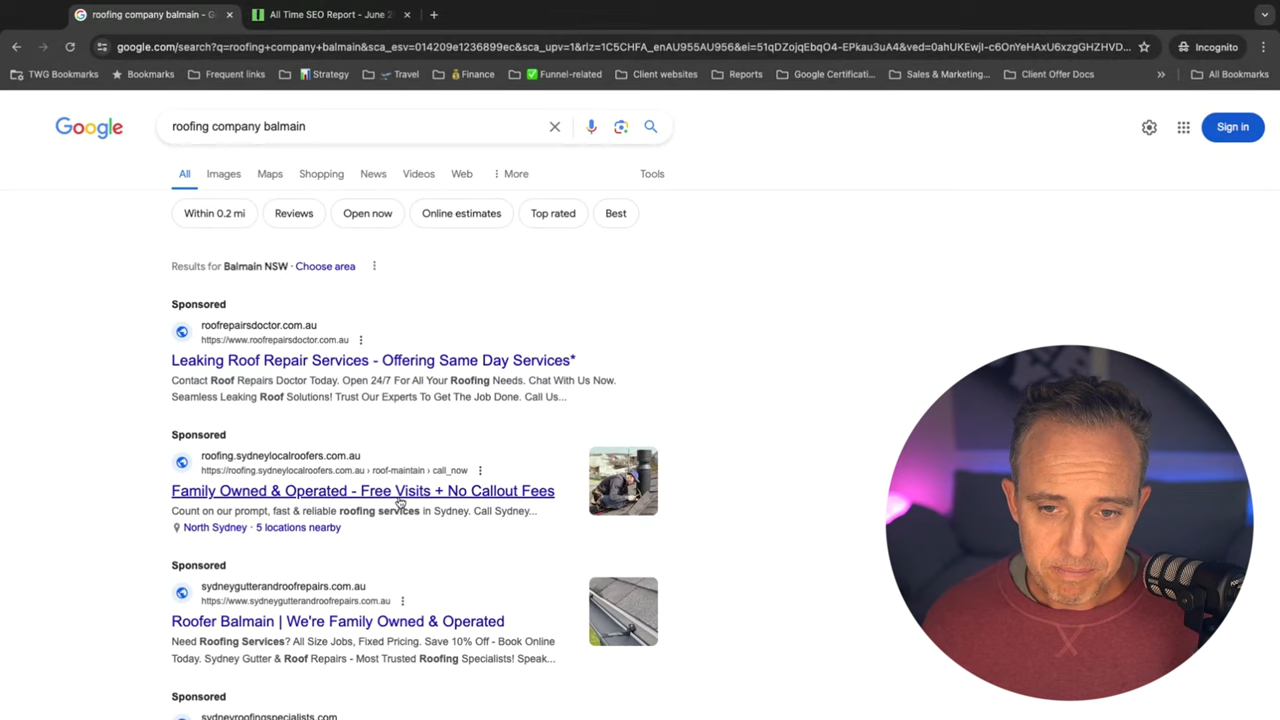 roofing company balmain - G
All Time SEO Report - June 2
google.com/search?q=roofing+company+balmain&sca_esv=014209e1236899ec&sca_upv=1&rlz=1C5CHFA_enAU955AU956&ei=51qDZojqEbqO4-EPkau3uA4&ved=0ahUKEwjI-c6OnYeHAxU6xzgGHZHVD...
Incognito
TWG Bookmarks
Bookmarks
Frequent links
Strategy
Travel
Finance
Funnel-related
Client websites
Reports
Google Certificati...
Sales & Marketing...
Client Offer Docs
»
All Bookmarks
Google
roofing company balmain
Sign in
All
Images
Maps
Shopping
News
Videos
Web
More
Tools
Within 0.2 mi
Reviews
Open now
Online estimates
Top rated
Best
Results for Balmain NSW · Choose area
Sponsored
roofrepairsdoctor.com.au
https://www.roofrepairsdoctor.com.au
Leaking Roof Repair Services - Offering Same Day Services*
Contact Roof Repairs Doctor Today. Open 24/7 For All Your Roofing Needs. Chat With Us Now.
Seamless Leaking Roof Solutions! Trust Our Experts To Get The Job Done. Call Us...
Sponsored
roofing.sydneylocalroofers.com.au
https://roofing.sydneylocalroofers.com.au › roof-maintain › call_now
Family Owned & Operated - Free Visits + No Callout Fees
Count on our prompt, fast & reliable roofing services in Sydney. Call Sydney...
North Sydney · 5 locations nearby
Sponsored
sydneygutterandroofrepairs.com.au
https://www.sydneygutterandroofrepairs.com.au
Roofer Balmain | We're Family Owned & Operated
Need Roofing Services? All Size Jobs, Fixed Pricing. Save 10% Off - Book Online
Today. Sydney Gutter & Roof Repairs - Most Trusted Roofing Specialists! Speak...
Sponsored
sydneyroofingspecialists.com